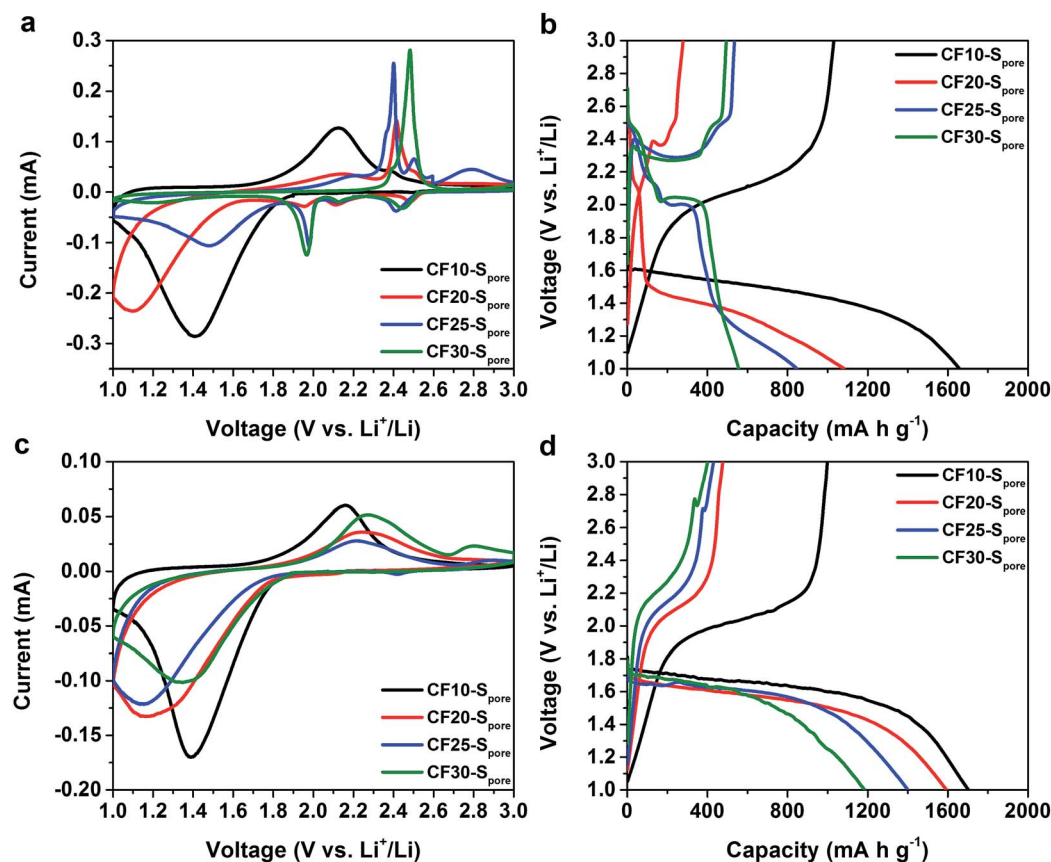 a
0.3
0.2
0.1
0.0
-0.1
-0.2
-0.3
Current (mA)
CF10-Spore
CF20-Spore
CF25-Spore
CF30-Spore
1.0 1.2 1.4 1.6 1.8 2.0 2.2 2.4 2.6 2.8 3.0
Voltage (V vs. Li⁺/Li)
b
3.0
2.8
2.6
2.4
2.2
2.0
1.8
1.6
1.4
1.2
1.0
Voltage (V vs. Li⁺/Li)
CF10-Spore
CF20-Spore
CF25-Spore
CF30-Spore
0 400 800 1200 1600 2000
Capacity (mA h g⁻¹)
c
0.10
0.05
0.00
-0.05
-0.10
-0.15
-0.20
Current (mA)
CF10-Spore
CF20-Spore
CF25-Spore
CF30-Spore
1.0 1.2 1.4 1.6 1.8 2.0 2.2 2.4 2.6 2.8 3.0
Voltage (V vs. Li⁺/Li)
d
3.0
2.8
2.6
2.4
2.2
2.0
1.8
1.6
1.4
1.2
1.0
Voltage (V vs. Li⁺/Li)
CF10-Spore
CF20-Spore
CF25-Spore
CF30-Spore
0 400 800 1200 1600 2000
Capacity (mA h g⁻¹)